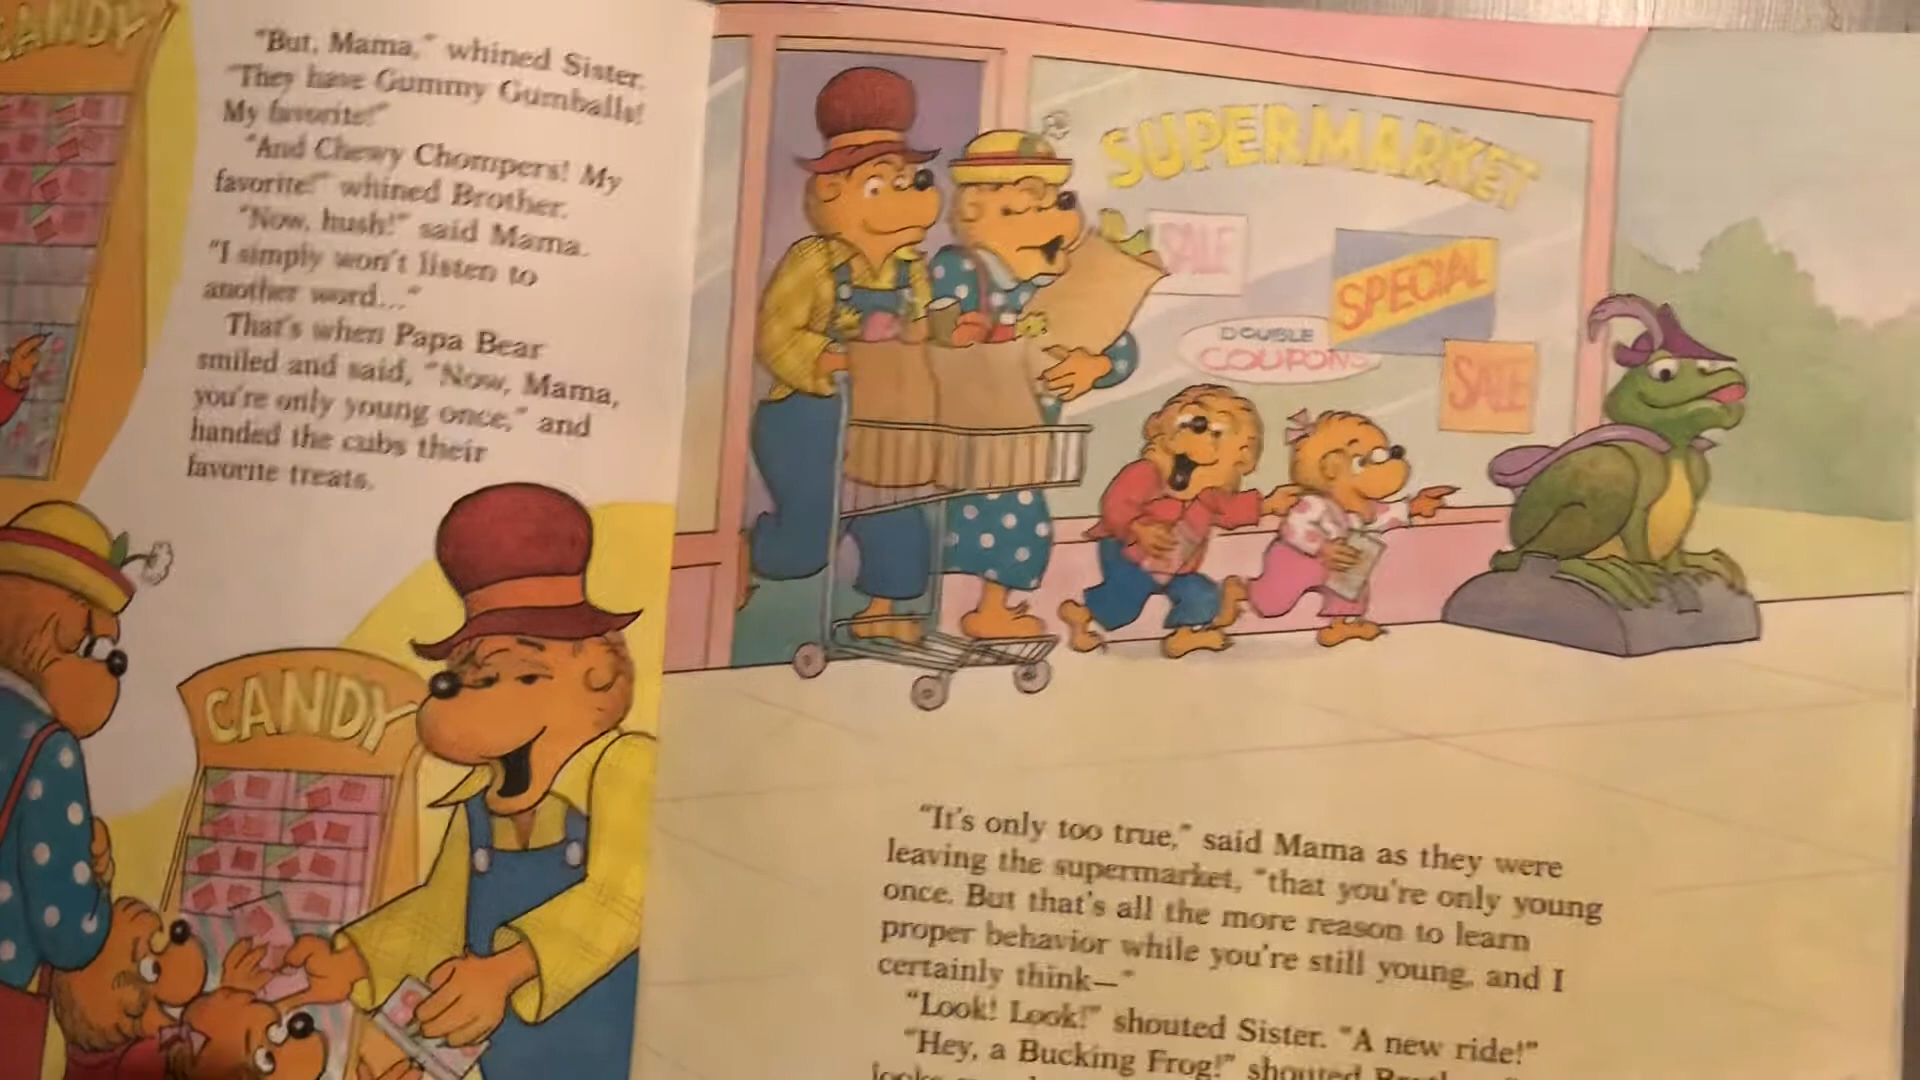 CANDY
"But, Mama," whined Sister.
"They have Gummy Gumballs!
My favorite!"
"And Chewy Chompers! My
favorite!" whined Brother.
"Now, hush!" said Mama.
"I simply won't listen to
another word..."
That's when Papa Bear
smiled and said, "Now, Mama,
you're only young once," and
handed the cubs their
favorite treats.
CANDY
SUPERMARKET
SALE
SPECIAL
DOUBLE
COUPONS
SALE
"It's only too true," said Mama as they were
leaving the supermarket, "that you're only young
once. But that's all the more reason to learn
proper behavior while you're still young, and I
certainly think—"
"Look! Look!" shouted Sister. "A new ride!"
"Hey, a Bucking Frog!" shouted